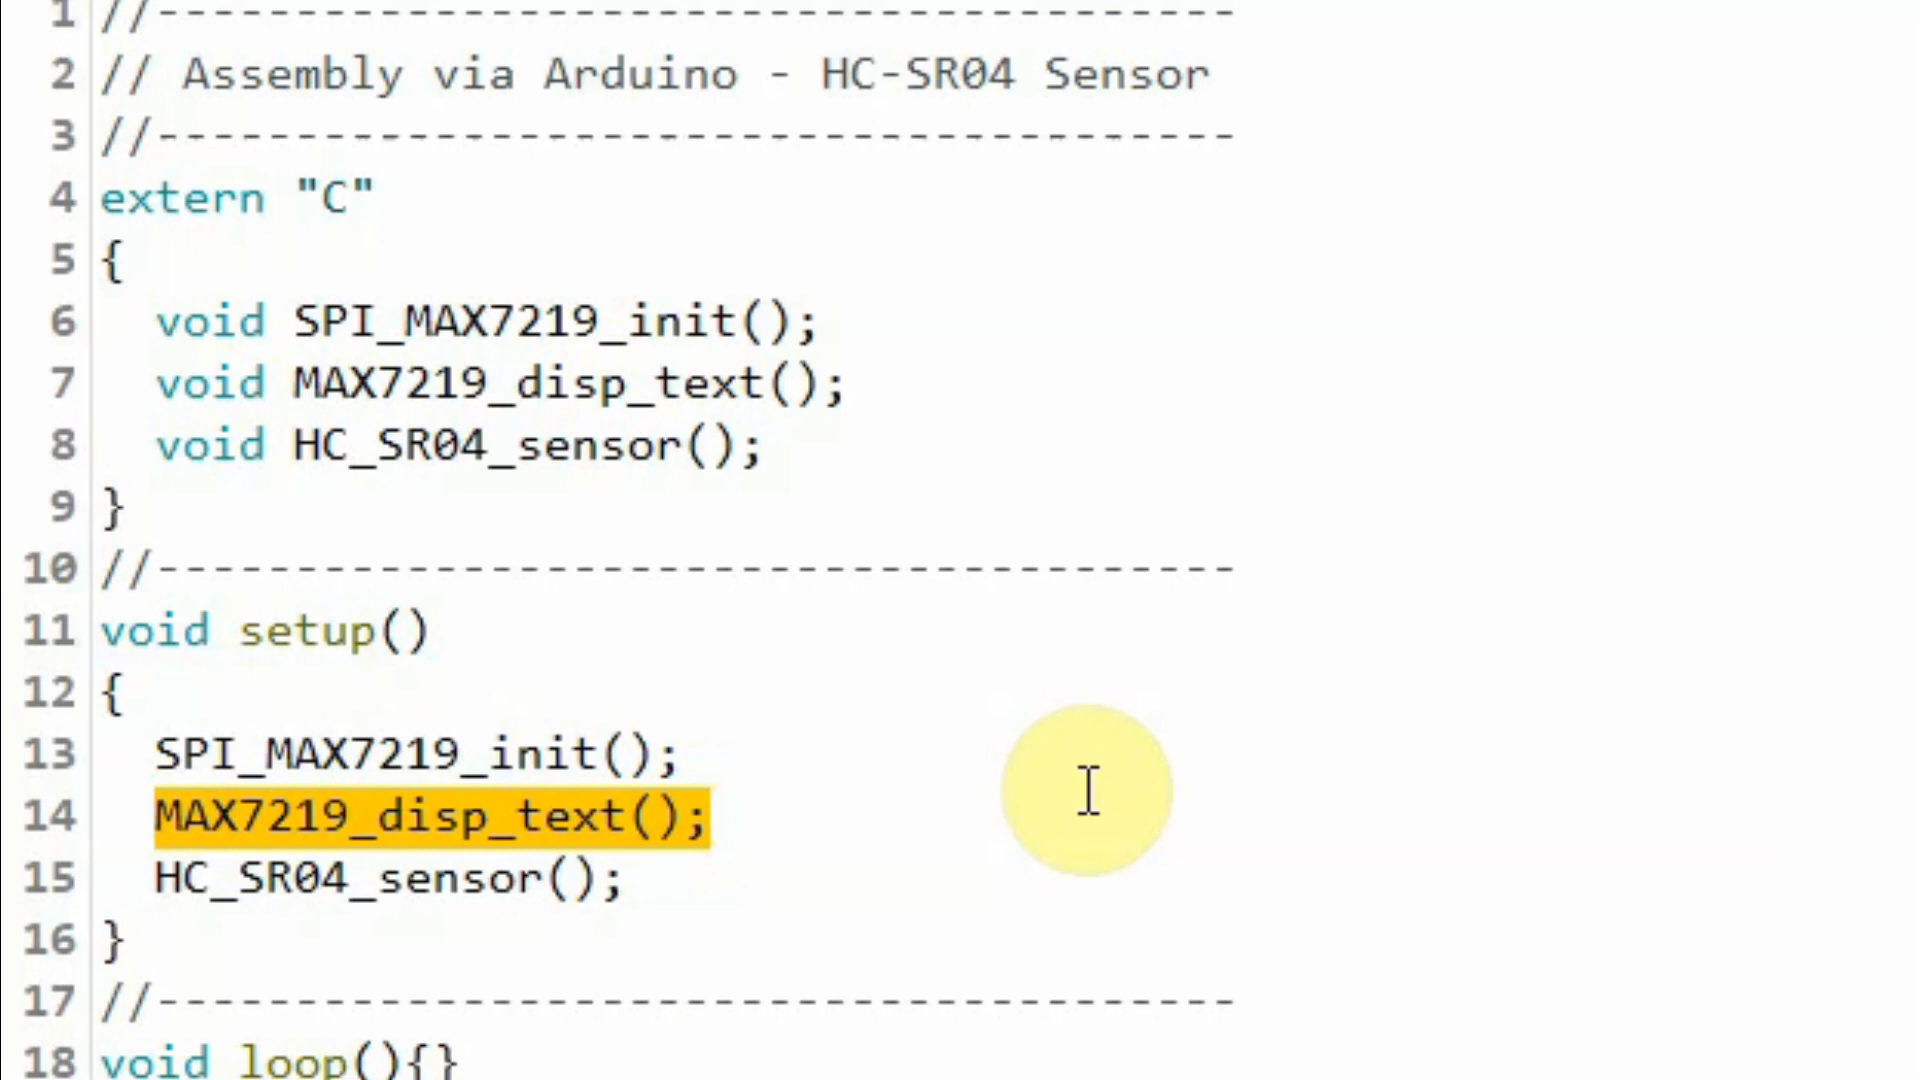 1 //---------------------------------------
2 // Assembly via Arduino - HC-SR04 Sensor
3 //---------------------------------------
4 extern "C"
5 {
6   void SPI_MAX7219_init();
7   void MAX7219_disp_text();
8   void HC_SR04_sensor();
9 }
10 //---------------------------------------
11 void setup()
12 {
13   SPI_MAX7219_init();
14   MAX7219_disp_text();
15   HC_SR04_sensor();
16 }
17 //---------------------------------------
18 void loop(){}